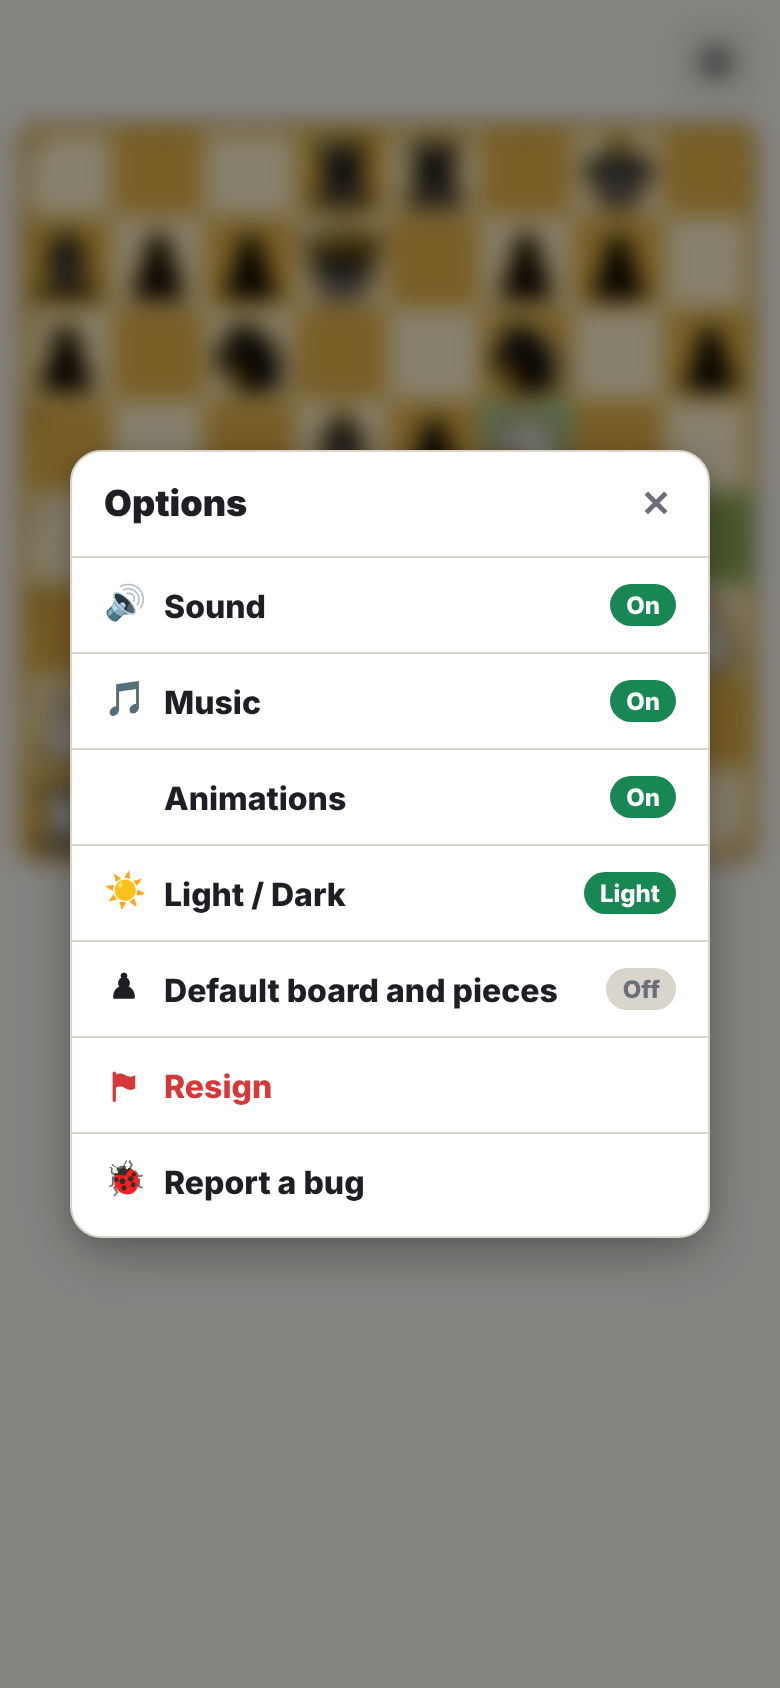 Options ✕
Sound On
Music On
Animations On
Light / Dark Light
Default board and pieces Off
Resign
Report a bug